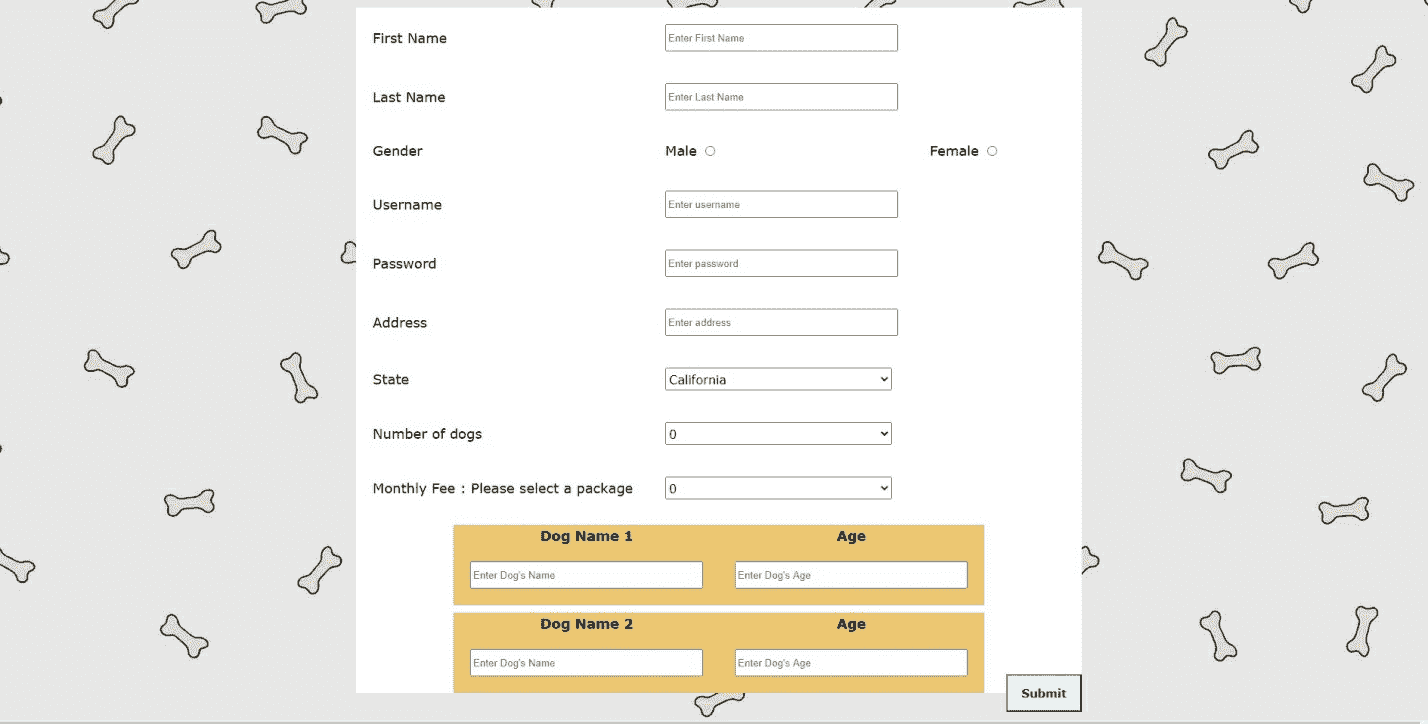 First Name Enter First Name
Last Name Enter Last Name
Gender Male Female
Username Enter username
Password Enter password
Address Enter address
State California
Number of dogs 0
Monthly Fee : Please select a package 0
Dog Name 1 Age
Enter Dog's Name Enter Dog's Age
Dog Name 2 Age
Enter Dog's Name Enter Dog's Age
Submit